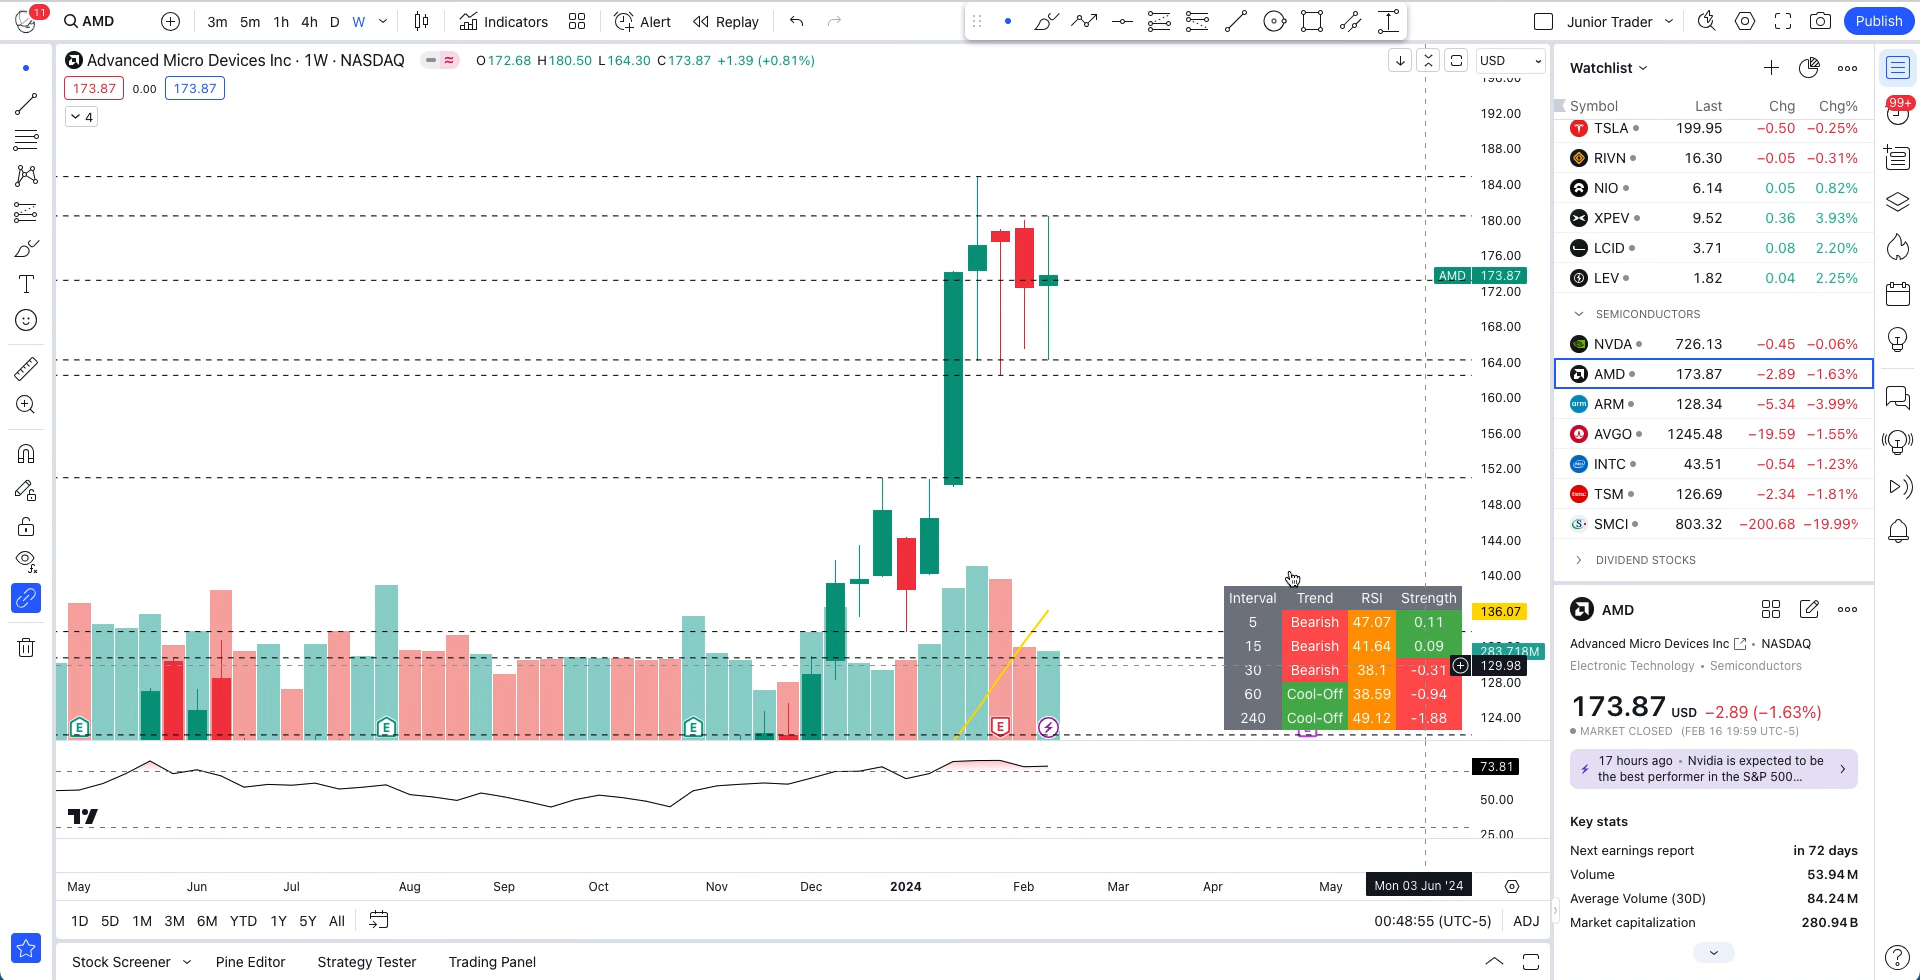 11
AMD
3m 5m 1h 4h D W
Indicators
Alert
Replay
Junior Trader
Publish
Advanced Micro Devices Inc · 1W · NASDAQ
O172.68 H180.50 L164.30 C173.87 +1.39 (+0.81%)
173.87 0.00 173.87
4
USD
192.00
188.00
184.00
180.00
176.00
AMD 173.87
172.00
168.00
164.00
160.00
156.00
152.00
148.00
144.00
140.00
136.07
283.718M
129.98
128.00
124.00
Interval Trend RSI Strength
5 Bearish 47.07 0.11
15 Bearish 41.64 0.09
30 Bearish 38.1 -0.31
60 Cool-Off 38.59 -0.94
240 Cool-Off 49.12 -1.88
E E E E
73.81
50.00
25.00
May Jun Jul Aug Sep Oct Nov Dec 2024 Feb Mar Apr May Mon 03 Jun '24
1D 5D 1M 3M 6M YTD 1Y 5Y All
00:48:55 (UTC-5) ADJ
Stock Screener Pine Editor Strategy Tester Trading Panel
Watchlist
Symbol Last Chg Chg%
TSLA 199.95 −0.50 −0.25%
RIVN 16.30 −0.05 −0.31%
NIO 6.14 0.05 0.82%
XPEV 9.52 0.36 3.93%
LCID 3.71 0.08 2.20%
LEV 1.82 0.04 2.25%
SEMICONDUCTORS
NVDA 726.13 −0.45 −0.06%
AMD 173.87 −2.89 −1.63%
arm ARM 128.34 −5.34 −3.99%
AVGO 1245.48 −19.59 −1.55%
INTC 43.51 −0.54 −1.23%
TSM 126.69 −2.34 −1.81%
SMCI 803.32 −200.68 −19.99%
DIVIDEND STOCKS
AMD
Advanced Micro Devices Inc • NASDAQ
Electronic Technology • Semiconductors
173.87 USD −2.89 (−1.63%)
MARKET CLOSED (FEB 16 19:59 UTC-5)
17 hours ago • Nvidia is expected to be
the best performer in the S&P 500...
Key stats
Next earnings report in 72 days
Volume 53.94M
Average Volume (30D) 84.24M
Market capitalization 280.94B
99+